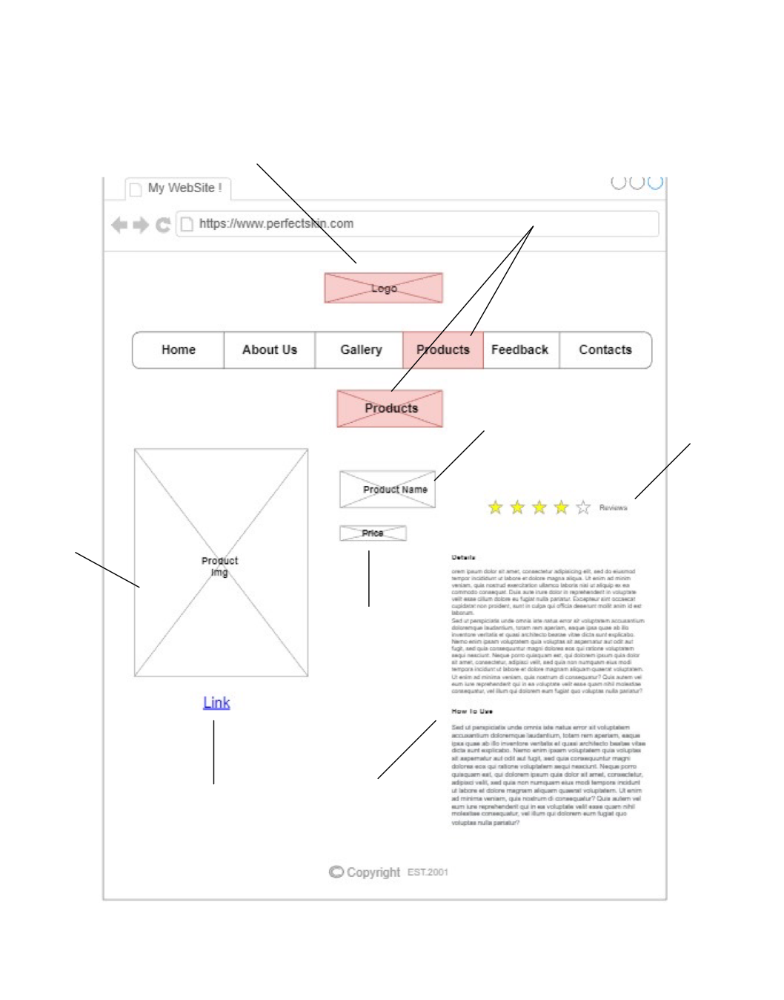 My WebSite !
https://www.perfectskin.com
Logo
Home About Us Gallery Products Feedback Contacts
Products
Product Name
Reviews
Price
Product
Img
Link
Details
orem ipsum dolor sit amet, consectetur adipisicing elit, sed do eiusmod
tempor incididunt ut labore et dolore magna aliqua. Ut enim ad minim
veniam, quis nostrud exercitation ullamco laboris nisi ut aliquip ex ea
commodo consequat. Duis aute irure dolor in reprehenderit in voluptate
velit esse cillum dolore eu fugiat nulla pariatur. Excepteur sint occaecat
cupidatat non proident, sunt in culpa qui officia deserunt mollit anim id est
laborum.
Sed ut perspiciatis unde omnis iste natus error sit voluptatem accusantium
doloremque laudantium, totam rem aperiam, eaque ipsa quae ab illo
inventore veritatis et quasi architecto beatae vitae dicta sunt explicabo.
Nemo enim ipsam voluptatem quia voluptas sit aspernatur aut odit aut
fugit, sed quia consequuntur magni dolores eos qui ratione voluptatem
sequi nesciunt. Neque porro quisquam est, qui dolorem ipsum quia dolor
sit amet, consectetur, adipisci velit, sed quia non numquam eius modi
tempora incidunt ut labore et dolore magnam aliquam quaerat voluptatem.
Ut enim ad minima veniam, quis nostrum di consequatur? Quis autem vel
eum iure reprehenderit qui in ea voluptate velit esse quam nihil molestiae
consequatur, vel illum qui dolorem eum fugiat quo voluptas nulla pariatur?
How To Use
Sed ut perspiciatis unde omnis iste natus error sit voluptatem
accusantium doloremque laudantium, totam rem aperiam, eaque
ipsa quae ab illo inventore veritatis et quasi architecto beatae vitae
dicta sunt explicabo. Nemo enim ipsam voluptatem quia voluptas
sit aspernatur aut odit aut fugit, sed quia consequuntur magni
dolores eos qui ratione voluptatem sequi nesciunt. Neque porro
quisquam est, qui dolorem ipsum quia dolor sit amet, consectetur,
adipisci velit, sed quia non numquam eius modi tempora incidunt
ut labore et dolore magnam aliquam quaerat voluptatem. Ut enim
ad minima veniam, quis nostrum di consequatur? Quis autem vel
eum iure reprehenderit qui in ea voluptate velit esse quam nihil
molestiae consequatur, vel illum qui dolorem eum fugiat quo
voluptas nulla pariatur?
© Copyright EST.2001